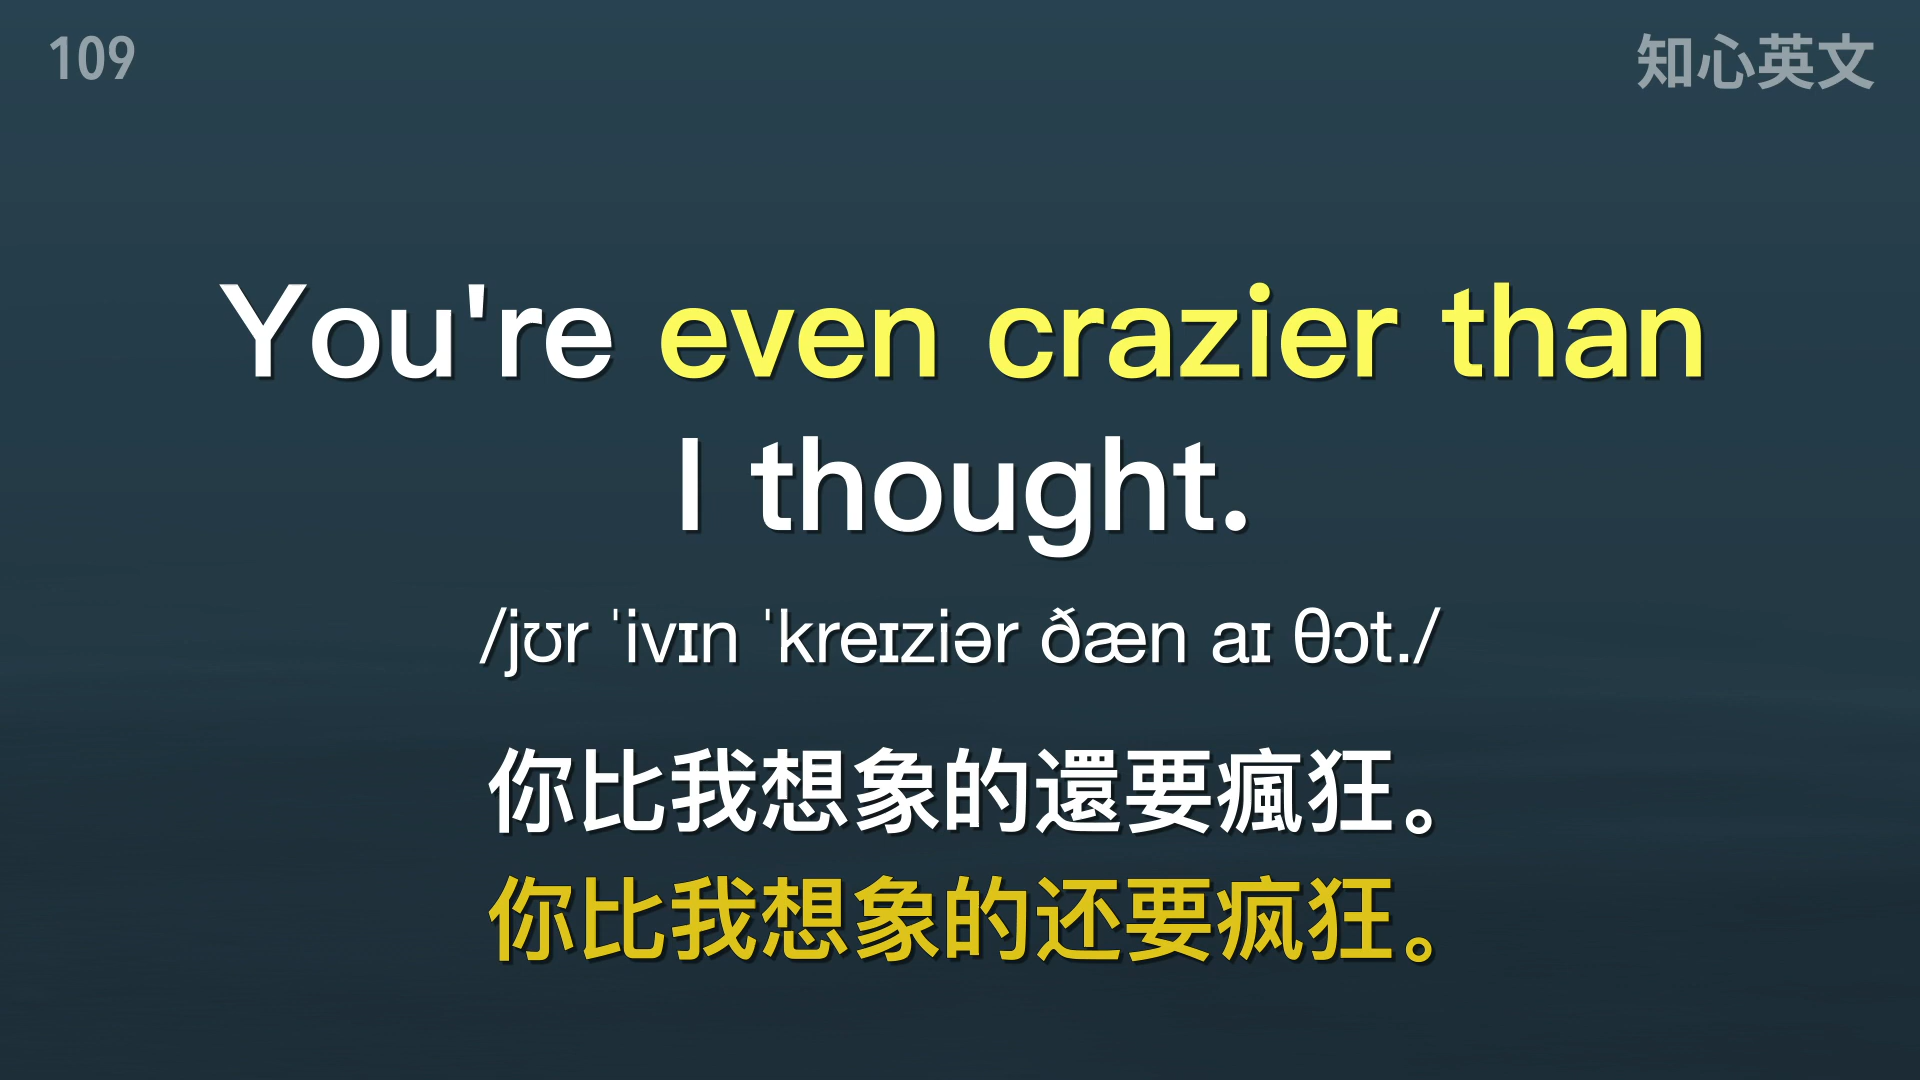 109
知心英文
You're even crazier than
I thought.
/jʊr ˈivɪn ˈkreɪziər ðæn aɪ θɔt./
你比我想象的還要瘋狂。
你比我想象的还要疯狂。